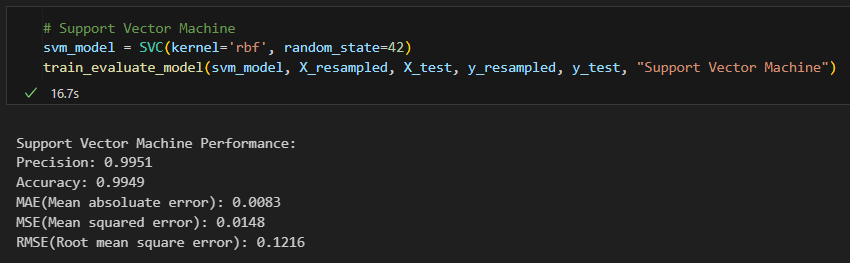 # Support Vector Machine
svm_model = SVC(kernel='rbf', random_state=42)
train_evaluate_model(svm_model, X_resampled, X_test, y_resampled, y_test, "Support Vector Machine")
16.7s
Support Vector Machine Performance:
Precision: 0.9951
Accuracy: 0.9949
MAE(Mean absoluate error): 0.0083
MSE(Mean squared error): 0.0148
RMSE(Root mean square error): 0.1216